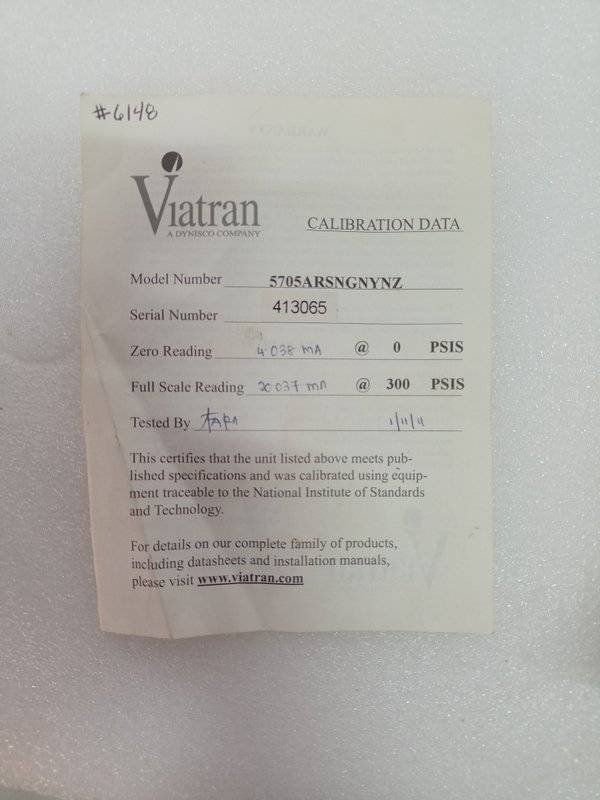 #6148
Viatran
A DYNISCO COMPANY
CALIBRATION DATA
Model Number 5705ARSNGNYNZ
Serial Number 413065
Zero Reading 4.038 MA @ 0 PSIS
Full Scale Reading 20.037 mA @ 300 PSIS
Tested By 1/11/11
This certifies that the unit listed above meets pub-
lished specifications and was calibrated using equip-
ment traceable to the National Institute of Standards
and Technology.
For details on our complete family of products,
including datasheets and installation manuals,
please visit www.viatran.com